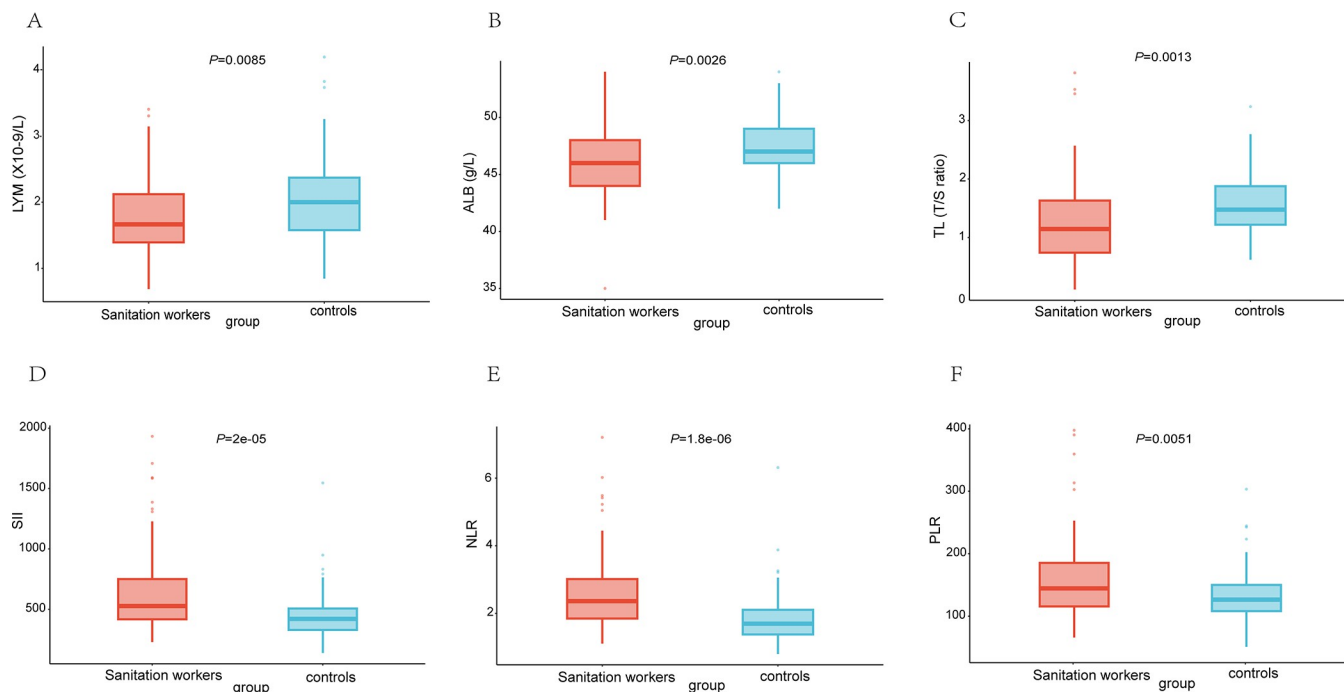 A
P=0.0085
LYM (X10-9/L)
4
3
2
1
Sanitation workers
controls
group
B
P=0.0026
ALB (g/L)
50
45
40
35
Sanitation workers
controls
group
C
P=0.0013
TL (T/S ratio)
3
2
1
0
Sanitation workers
controls
group
D
P=2e-05
SII
2000
1500
1000
500
Sanitation workers
controls
group
E
P=1.8e-06
NLR
6
4
2
Sanitation workers
controls
group
F
P=0.0051
PLR
400
300
200
100
Sanitation workers
controls
group